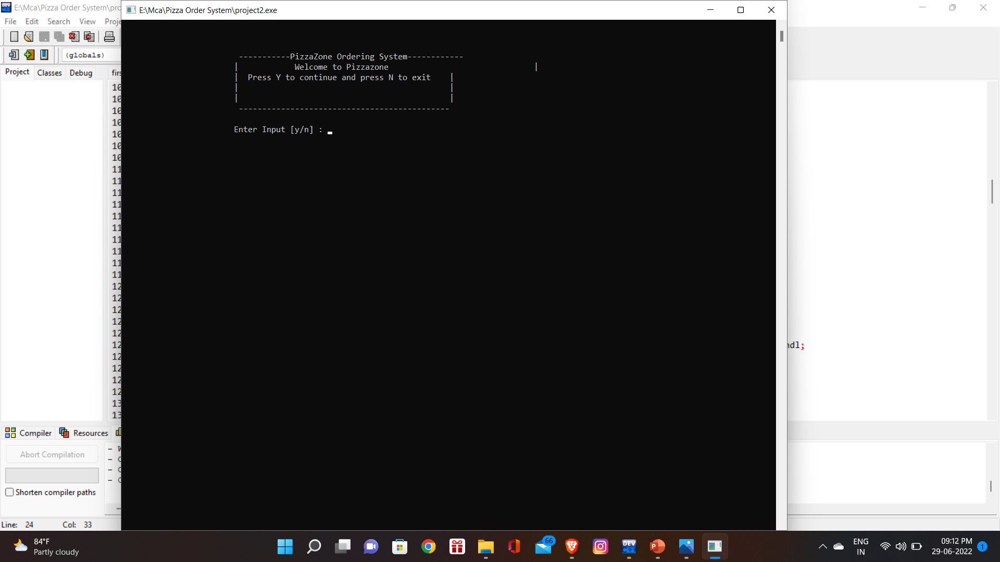 E:\Mca\Pizza Order System\pro
E:\Mca\Pizza Order System\project2.exe
File Edit Search View Proje
(globals)
Project Classes Debug firs
-----------PizzaZone Ordering System------------
| Welcome to Pizzazone |
| Press Y to continue and press N to exit |
| |
| |
---------------------------------------------
Enter Input [y/n] :
10
10
10
10
10
10
10
11
11
11
11
11
11
11
11
11
11
12
12
12
12
12
12
ndl;
12
12
12
12
13
13
Compiler Resources
Abort Compilation
Shorten compiler paths
Line: 24 Col: 33
84°F
Partly cloudy
66
DEV
C++
ENG
IN
09:12 PM
29-06-2022
1